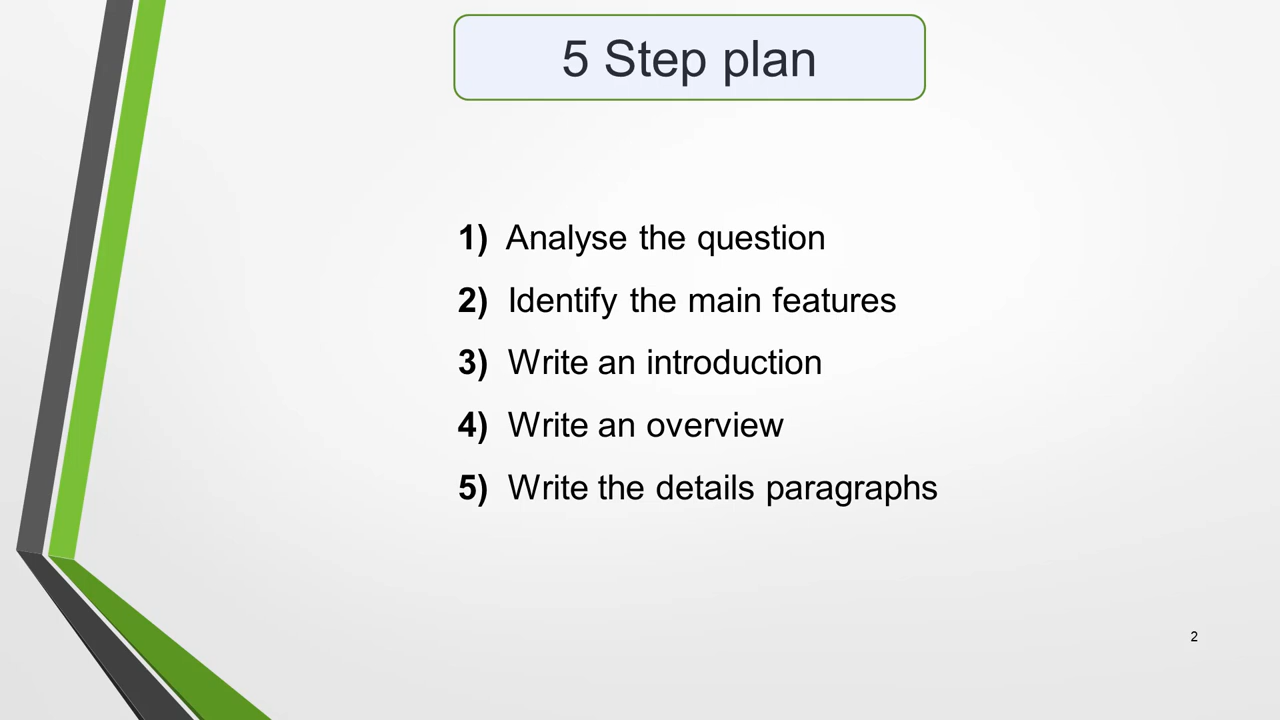 5 Step plan
1) Analyse the question
2) Identify the main features
3) Write an introduction
4) Write an overview
5) Write the details paragraphs
2